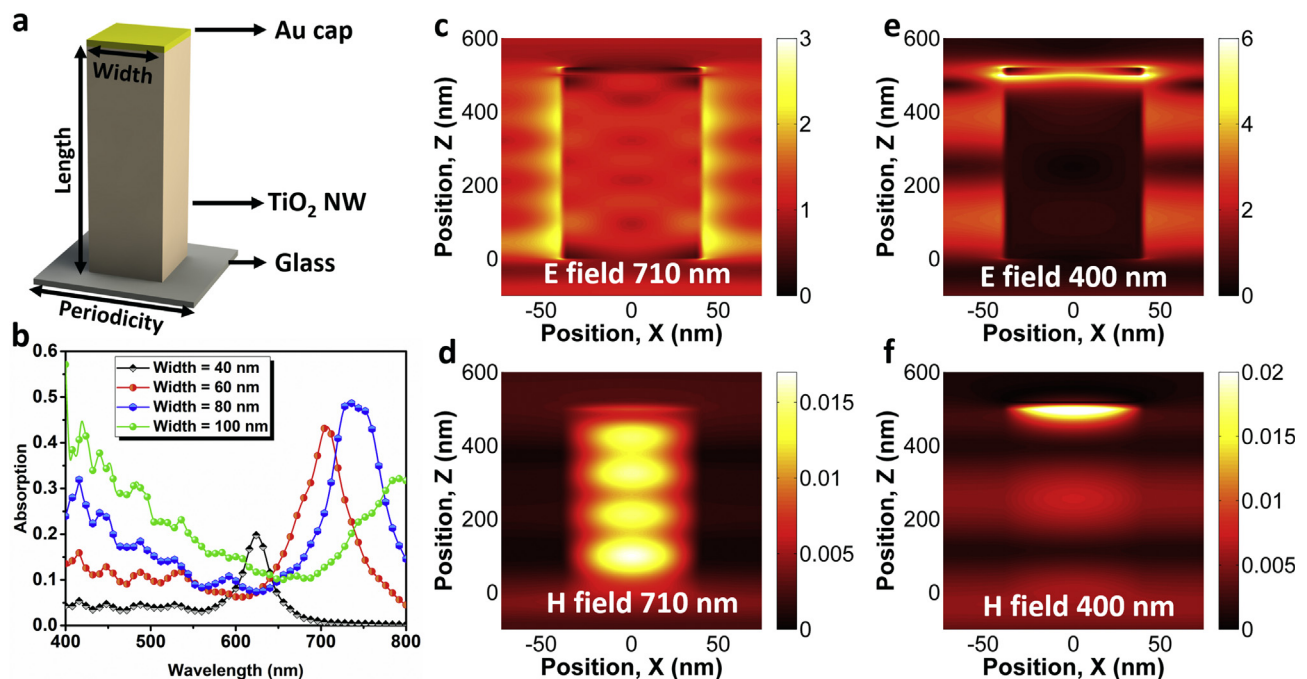 a
Au cap
Width
Length
TiO₂ NW
Glass
Periodicity
b
0.6
0.5
0.4
0.3
0.2
0.1
0.0
Absorption
Width = 40 nm
Width = 60 nm
Width = 80 nm
Width = 100 nm
400
500
600
700
800
Wavelength (nm)
c
600
400
200
0
Position, Z (nm)
E field 710 nm
-50
0
50
Position, X (nm)
3
2
1
0
e
600
400
200
0
Position, Z (nm)
E field 400 nm
-50
0
50
Position, X (nm)
6
4
2
0
d
600
400
200
0
Position, Z (nm)
H field 710 nm
-50
0
50
Position, X (nm)
0.015
0.01
0.005
f
600
400
200
0
Position, Z (nm)
H field 400 nm
-50
0
50
Position, X (nm)
0.02
0.015
0.01
0.005
0